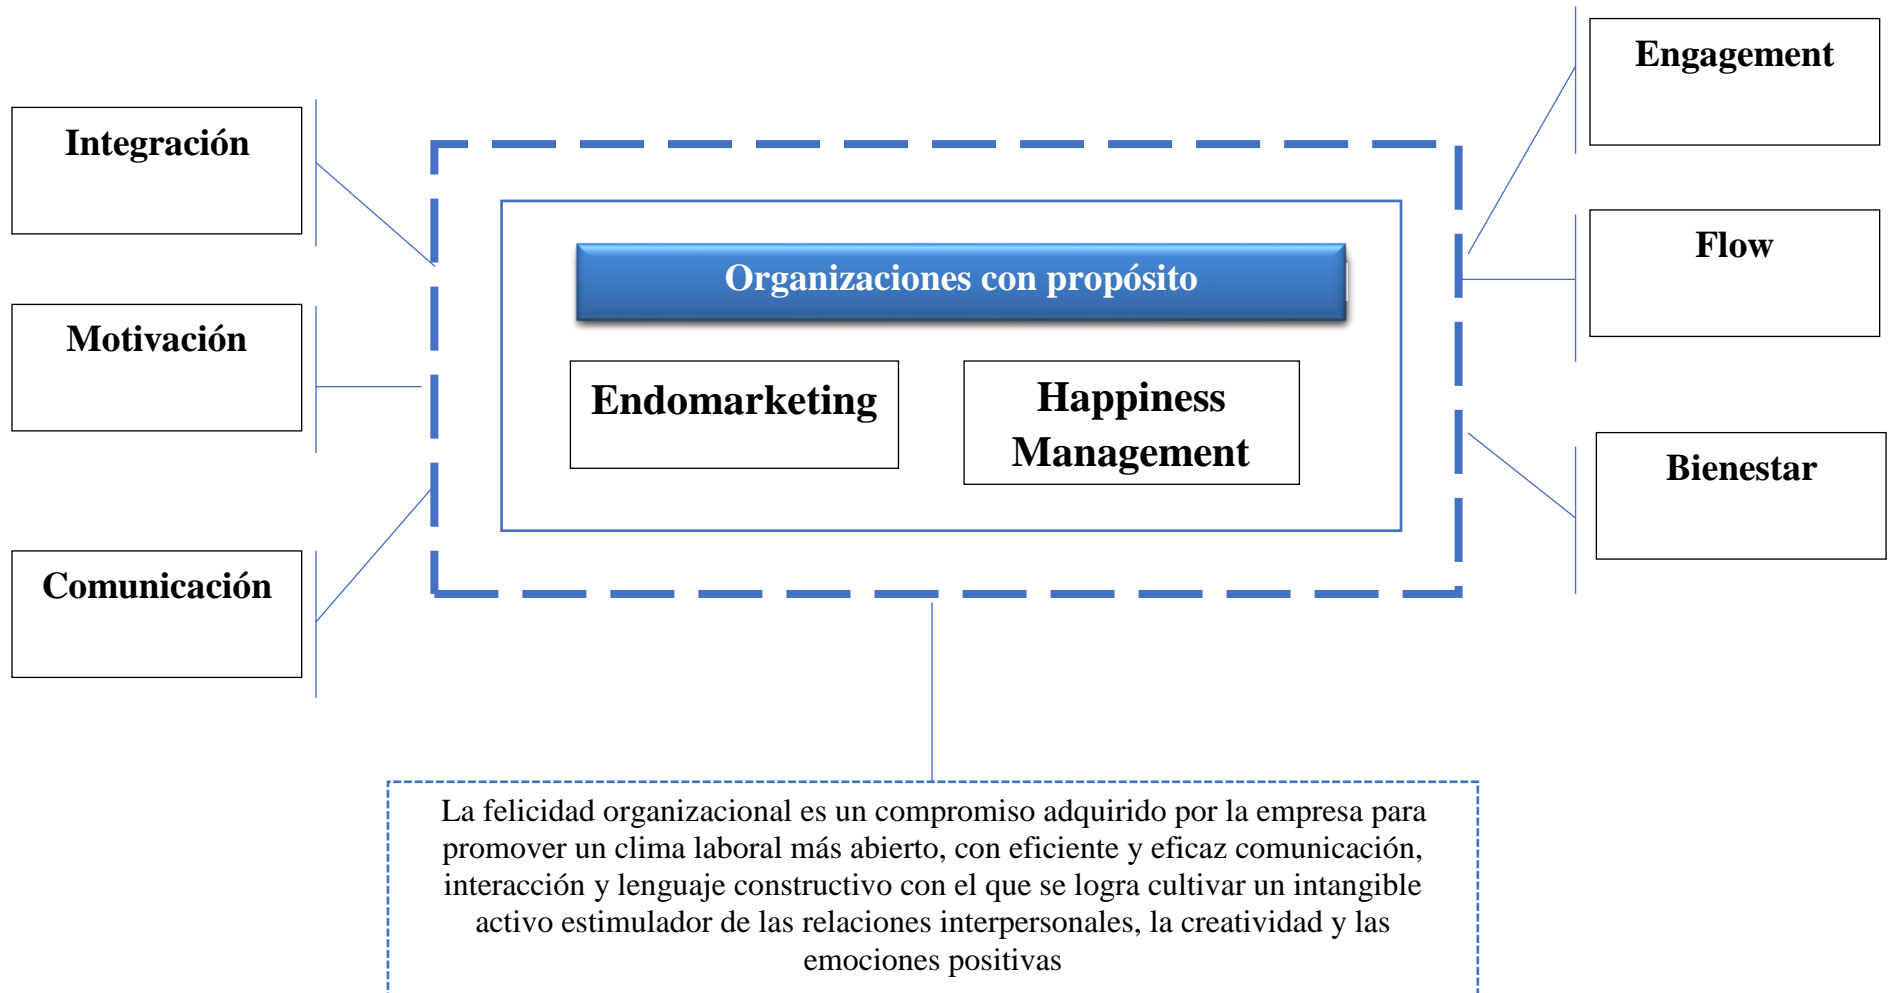 Integración
Motivación
Comunicación
Organizaciones con propósito
Endomarketing
Happiness
Management
Engagement
Flow
Bienestar
La felicidad organizacional es un compromiso adquirido por la empresa para
promover un clima laboral más abierto, con eficiente y eficaz comunicación,
interacción y lenguaje constructivo con el que se logra cultivar un intangible
activo estimulador de las relaciones interpersonales, la creatividad y las
emociones positivas